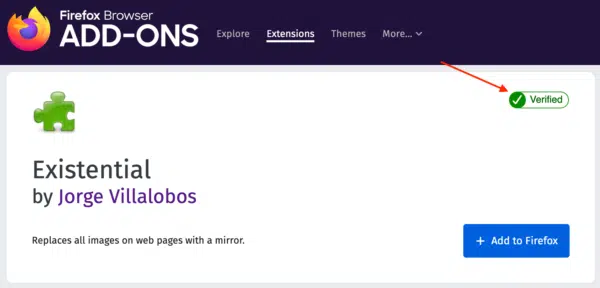 Firefox Browser
ADD-ONS
Explore
Extensions
Themes
More...
Verified
Existential
by Jorge Villalobos
Replaces all images on web pages with a mirror.
+ Add to Firefox